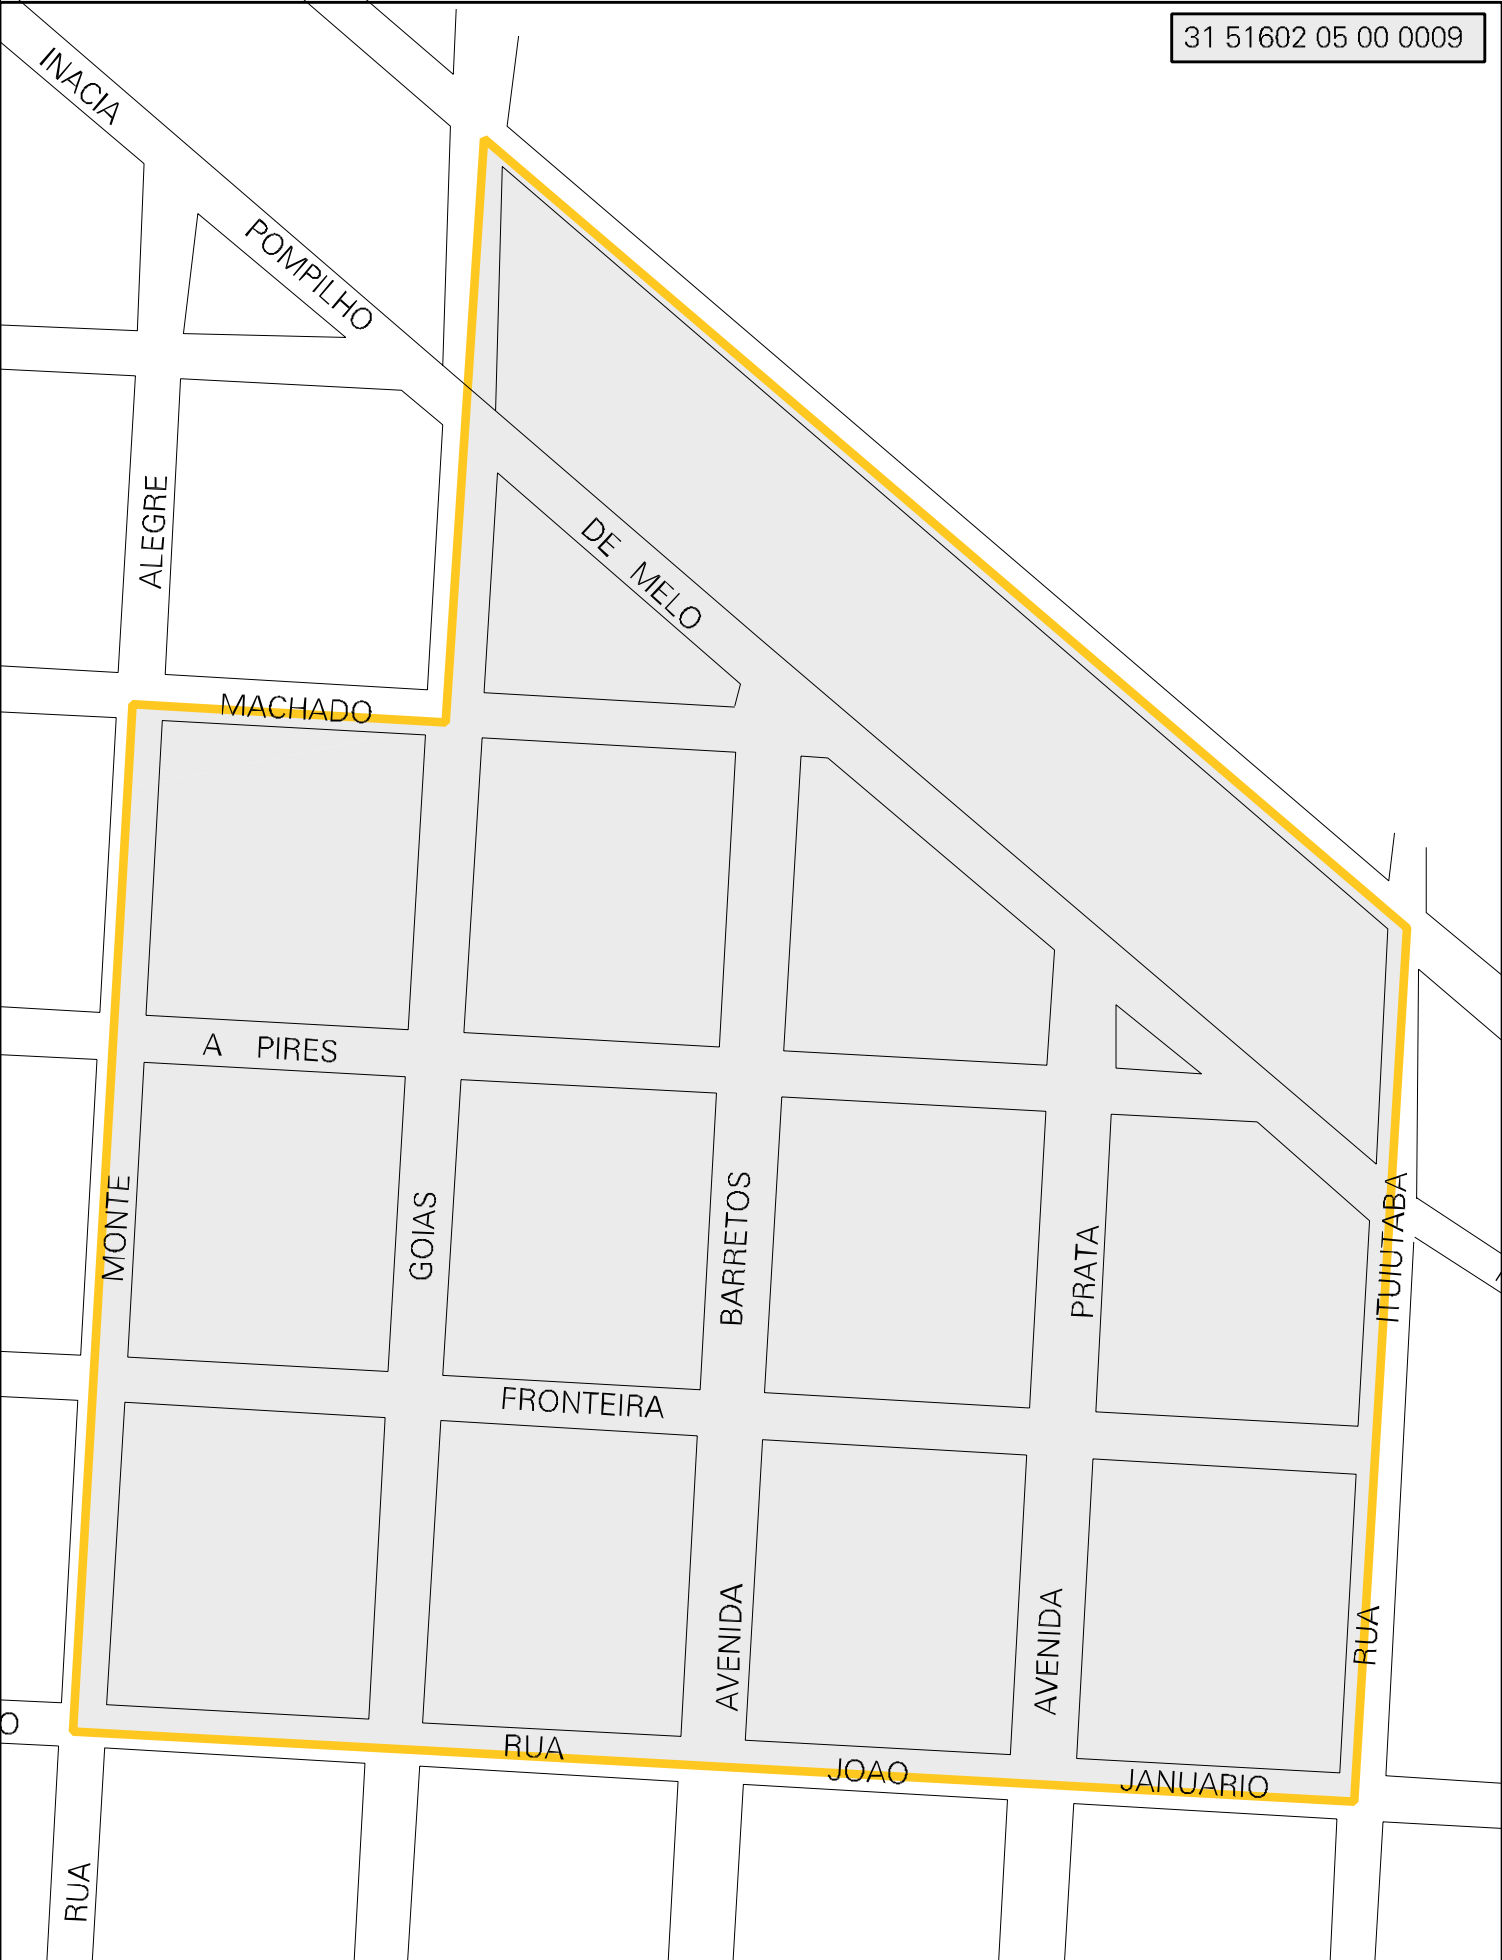 31 51602 05 00 0009
INACIA
POMPILHO
DE MELO
ALEGRE
MACHADO
A PIRES
MONTE
GOIAS
BARRETOS
PRATA
ITUIUTABA
FRONTEIRA
AVENIDA
AVENIDA
RUA
O
RUA
JOAO
JANUARIO
RUA